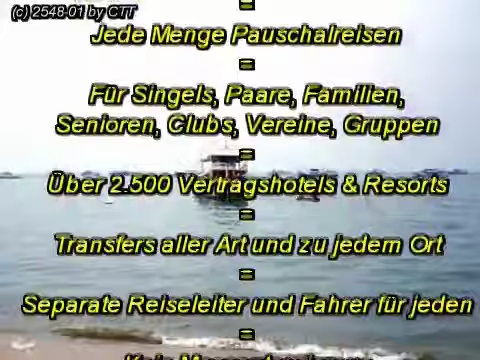 (c) 2548-01 by CTT
=
Jede Menge Pauschalreisen
=
Für Singels, Paare, Familien,
Senioren, Clubs, Vereine, Gruppen
=
Über 2.500 Vertragshotels & Resorts
=
Transfers aller Art und zu jedem Ort
=
Separate Reiseleiter und Fahrer für jeden
=